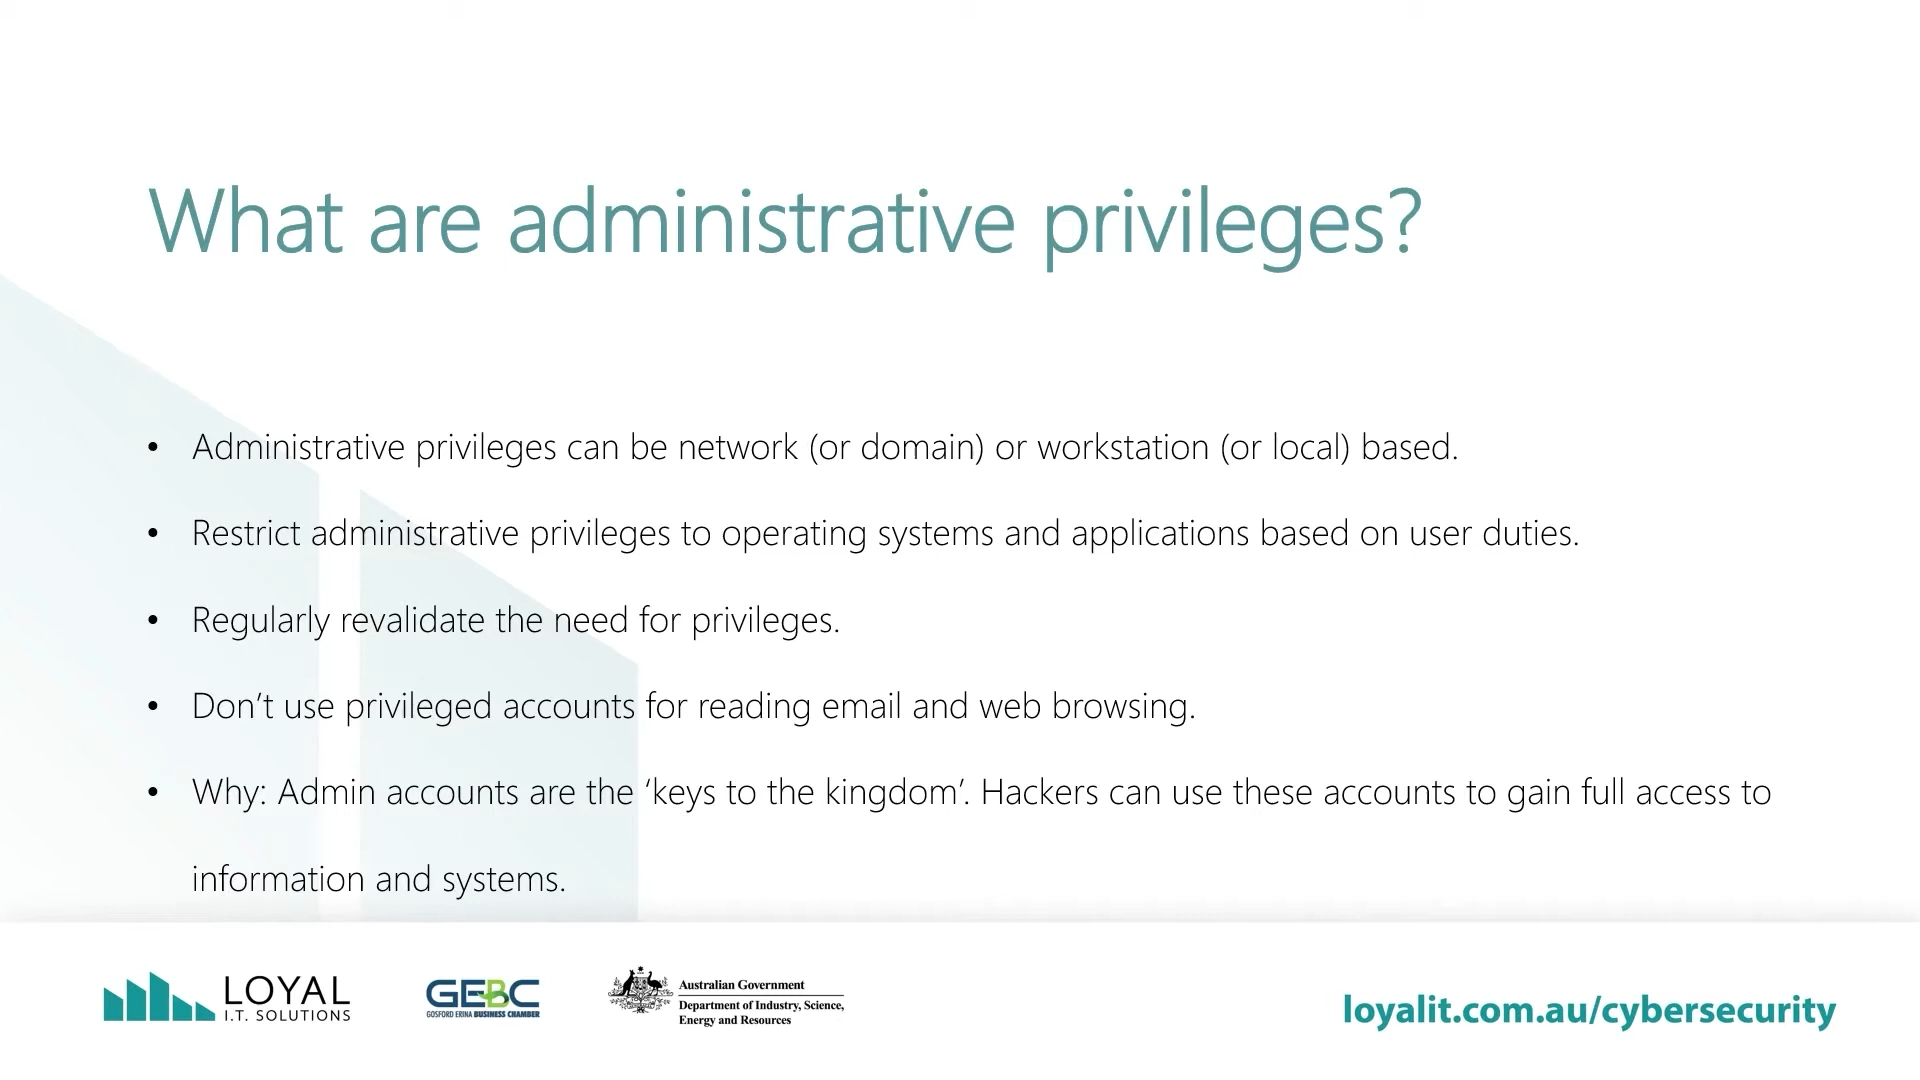 What are administrative privileges?
• Administrative privileges can be network (or domain) or workstation (or local) based.
• Restrict administrative privileges to operating systems and applications based on user duties.
• Regularly revalidate the need for privileges.
• Don’t use privileged accounts for reading email and web browsing.
• Why: Admin accounts are the ‘keys to the kingdom’. Hackers can use these accounts to gain full access to
information and systems.
LOYAL
I.T. SOLUTIONS
GEBC
GOSFORD ERINA BUSINESS CHAMBER
Australian Government
Department of Industry, Science,
Energy and Resources
loyalit.com.au/cybersecurity